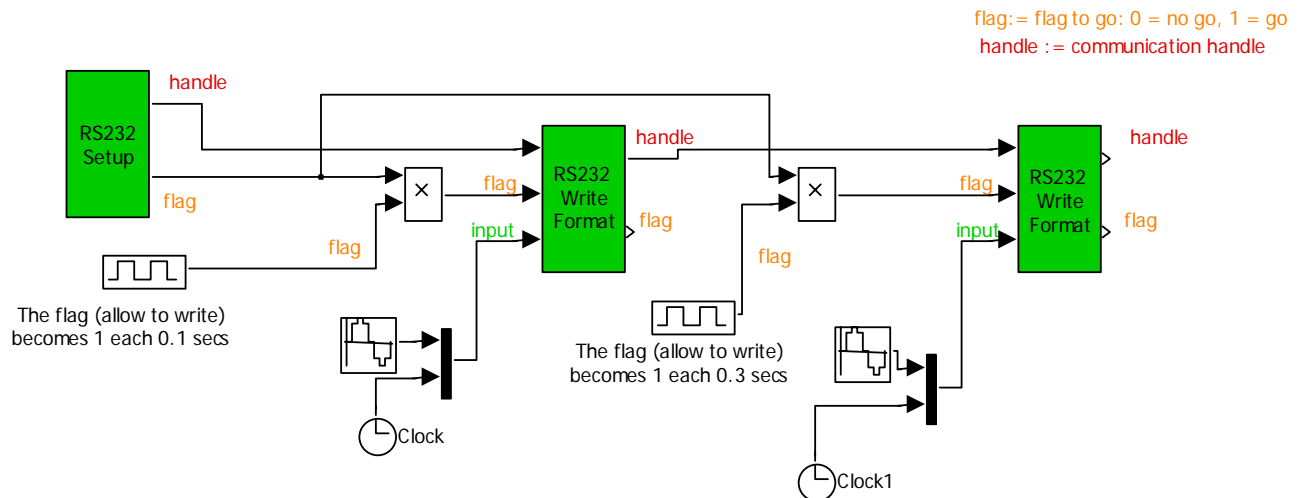 flag:= flag to go: 0 = no go, 1 = go
handle := communication handle
handle
RS232
Setup
flag
flag
The flag (allow to write)
becomes 1 each 0.1 secs
×
flag
input
RS232
Write
Format
handle
flag
Clock
flag
The flag (allow to write)
becomes 1 each 0.3 secs
×
flag
input
RS232
Write
Format
handle
flag
Clock1